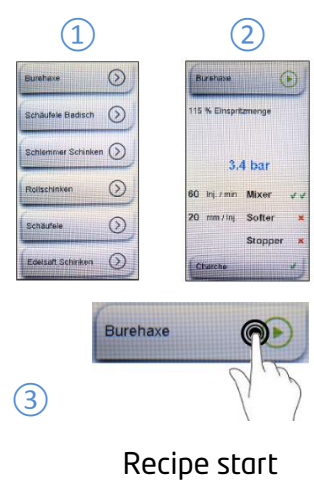 1
2
Burehaxe
Schäufele Badisch
Schlemmer Schinken
Rollschinken
Schäufele
Edelsaft Schinken
Burehaxe
115 % Einspritzmenge
3.4 bar
60 Inj. / min Mixer
20 mm / Inj. Softer
Stopper
Charche
Burehaxe
3
Recipe start